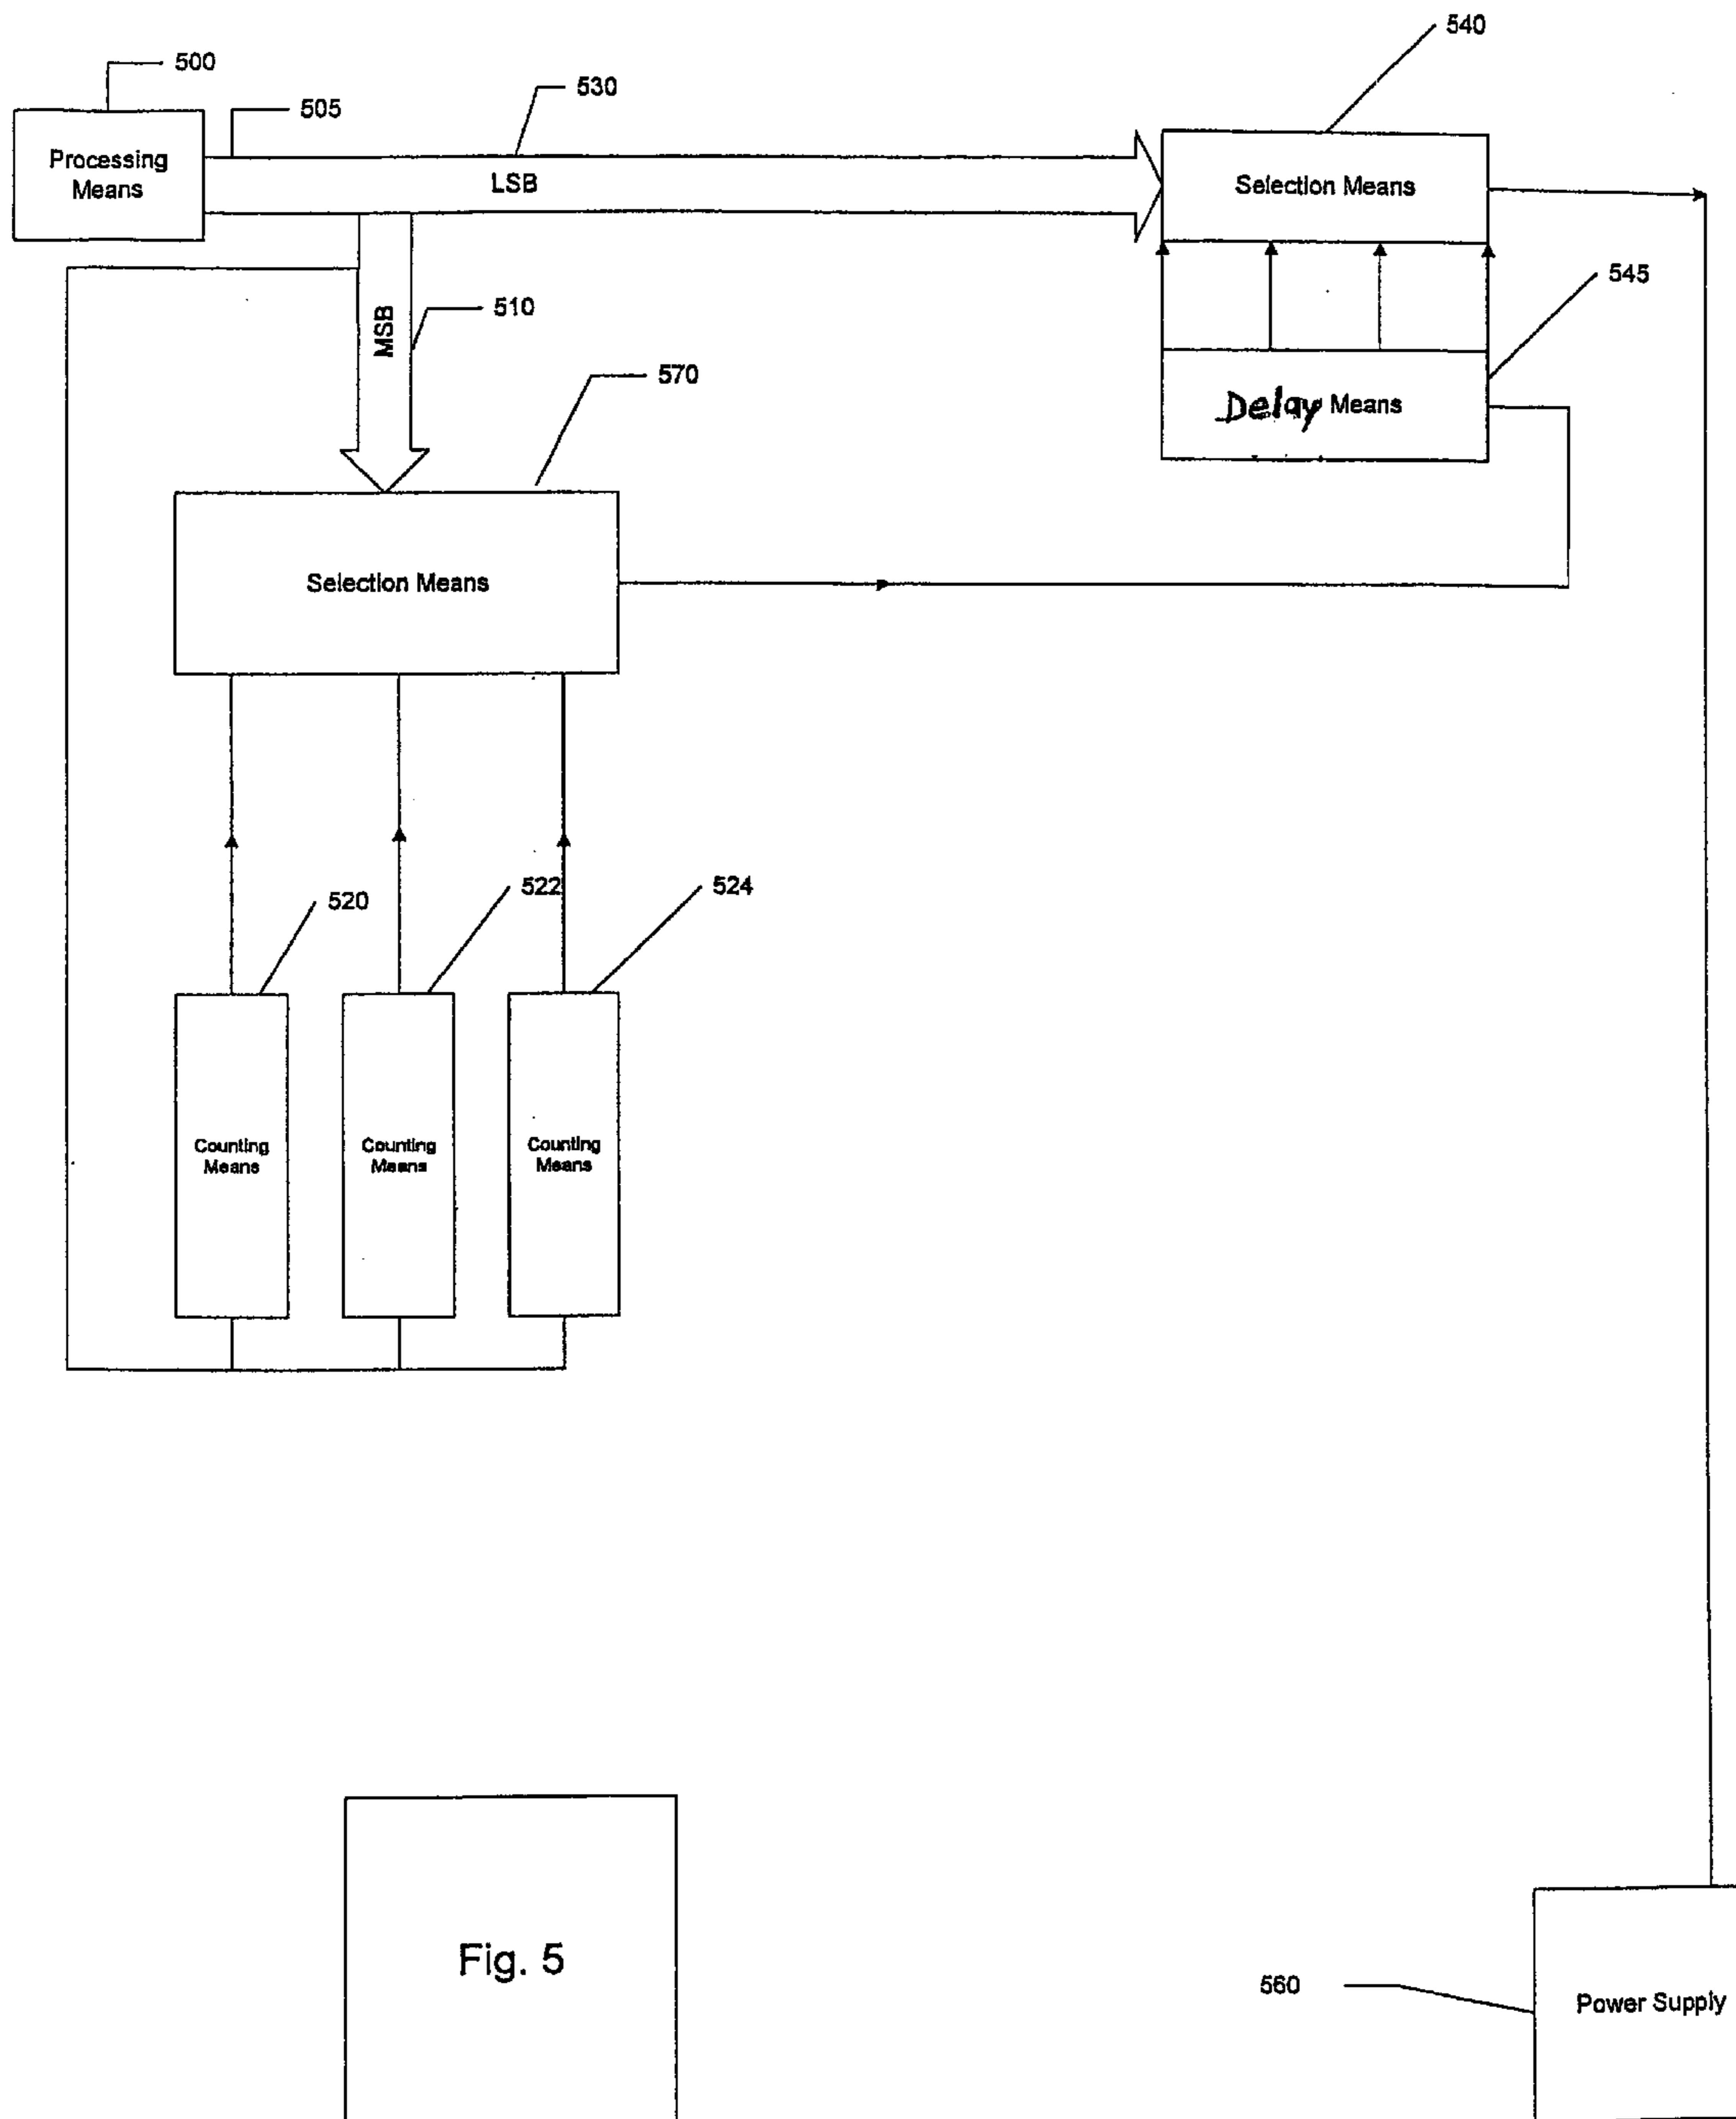 540
500
530
505
Processing
Means
LSB
Selection Means
545
510
MSB
570
Delay Means
Selection Means
520
522
524
Counting
Means
Counting
Means
Counting
Means
Fig. 5
560
Power Supply